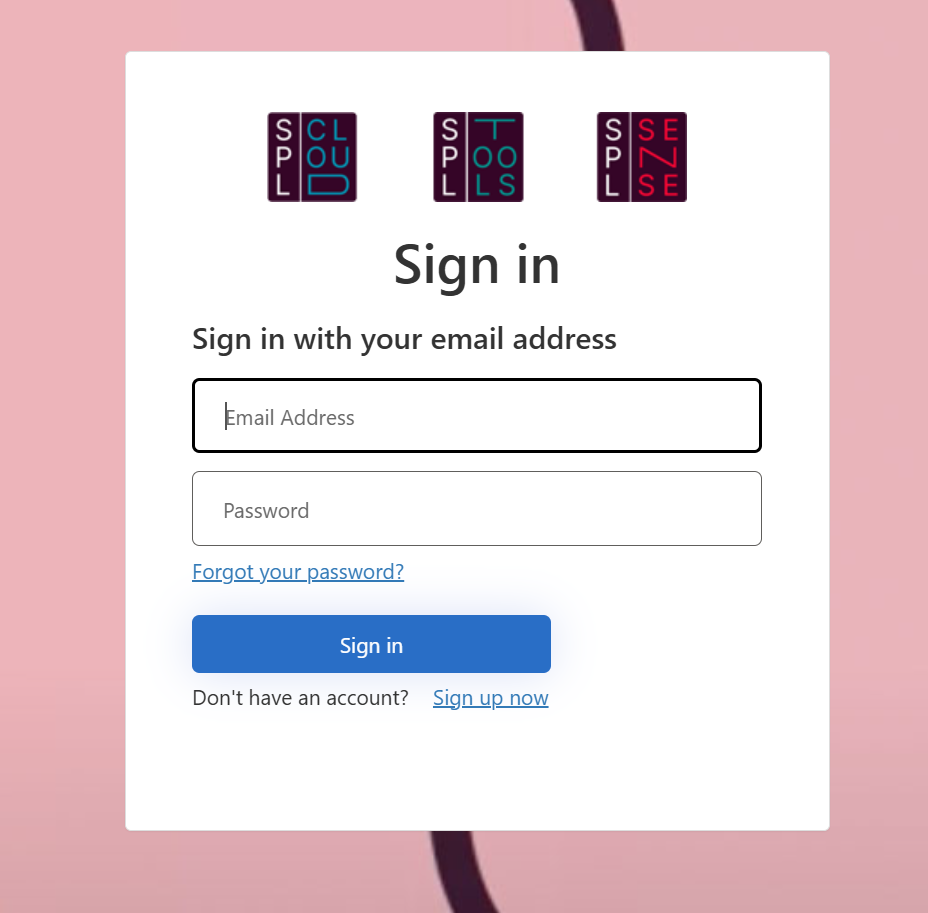 SPL CLOUD
SPL TOOLS
SPL SENSE
Sign in
Sign in with your email address
Email Address
Password
Forgot your password?
Sign in
Don't have an account? Sign up now